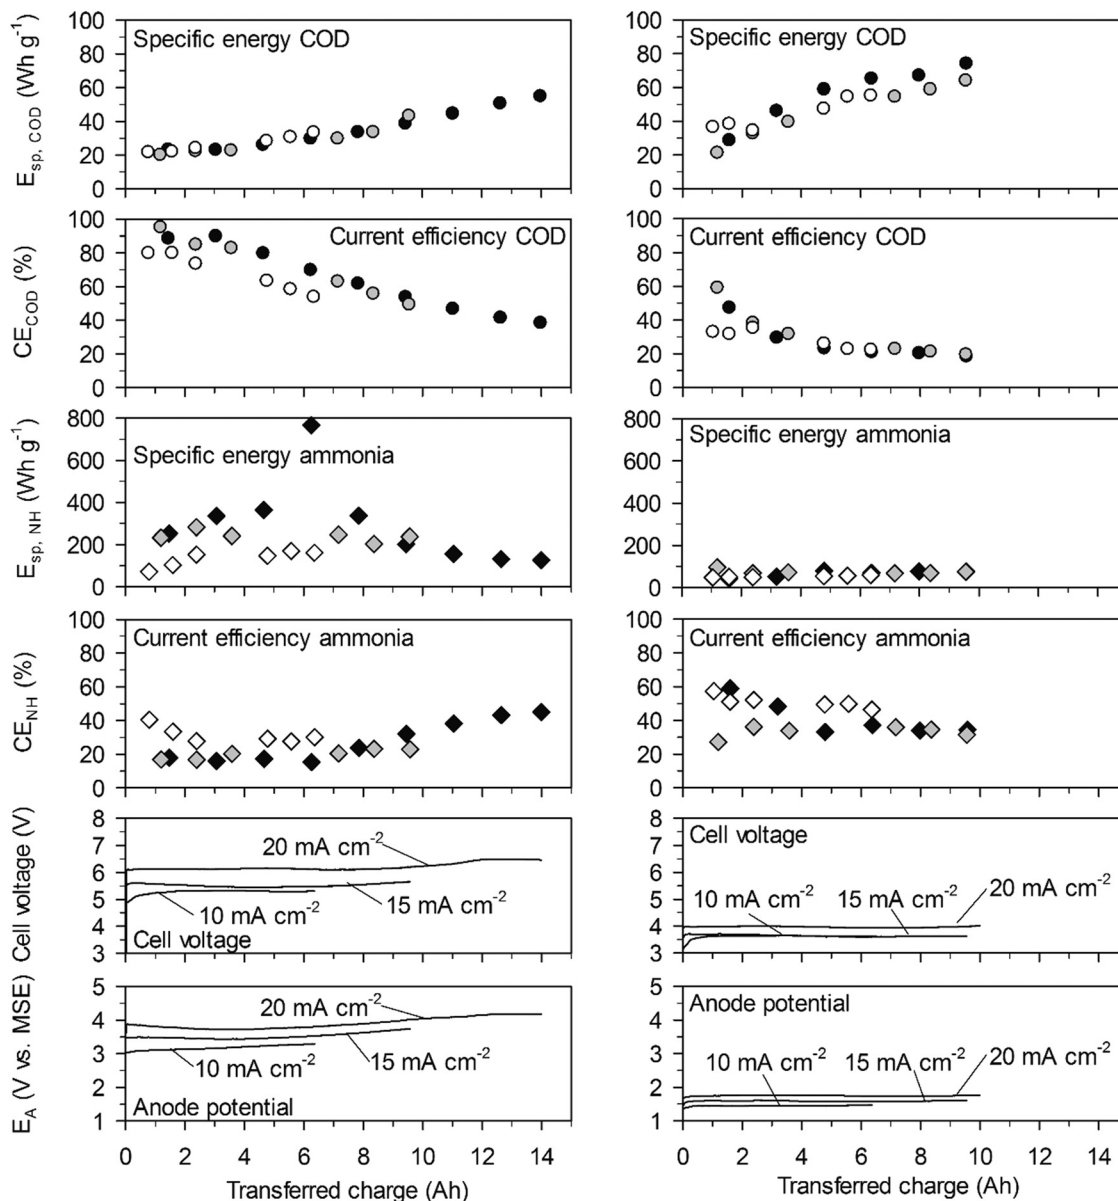 E_sp, COD (Wh g⁻¹)
100
80
60
40
20
0
Specific energy COD
100
80
60
40
20
0
Specific energy COD
CE_COD (%)
100
80
60
40
20
0
Current efficiency COD
100
80
60
40
20
0
Current efficiency COD
E_sp, NH (Wh g⁻¹)
800
600
400
200
0
Specific energy ammonia
800
600
400
200
0
Specific energy ammonia
CE_NH (%)
100
80
60
40
20
0
Current efficiency ammonia
100
80
60
40
20
0
Current efficiency ammonia
Cell voltage (V)
8
7
6
5
4
3
20 mA cm⁻²
10 mA cm⁻²
15 mA cm⁻²
Cell voltage
8
7
6
5
4
3
Cell voltage
10 mA cm⁻²
15 mA cm⁻²
20 mA cm⁻²
E_A (V vs. MSE)
5
4
3
2
1
20 mA cm⁻²
10 mA cm⁻²
15 mA cm⁻²
Anode potential
5
4
3
2
1
Anode potential
10 mA cm⁻²
15 mA cm⁻²
20 mA cm⁻²
0 2 4 6 8 10 12 14
Transferred charge (Ah)
0 2 4 6 8 10 12 14
Transferred charge (Ah)